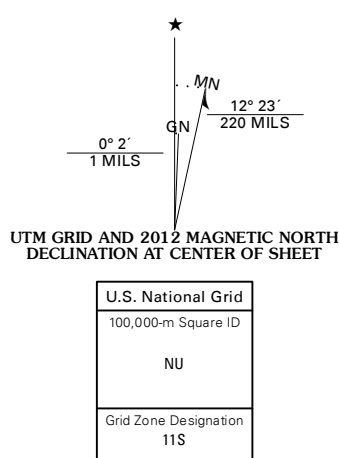 ★
MN
12° 23´
220 MILS
GN
0° 2´
1 MILS
UTM GRID AND 2012 MAGNETIC NORTH
DECLINATION AT CENTER OF SHEET
U.S. National Grid
100,000-m Square ID
NU
Grid Zone Designation
11S